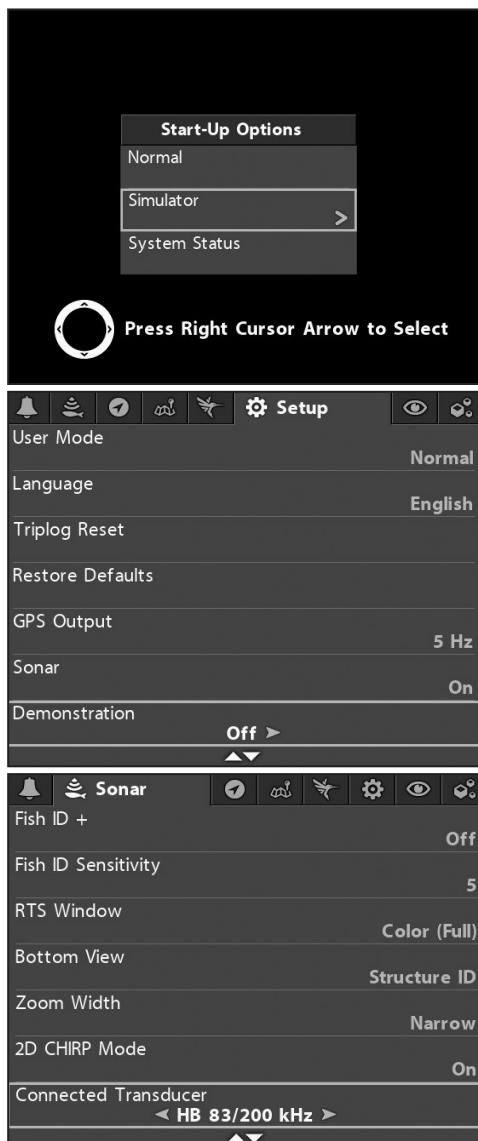 Start-Up Options
Normal
Simulator
>
System Status
Press Right Cursor Arrow to Select
Setup
User Mode
Normal
Language
English
Triplog Reset
Restore Defaults
GPS Output
5 Hz
Sonar
On
Demonstration
Off
Sonar
Fish ID +
Off
Fish ID Sensitivity
5
RTS Window
Color (Full)
Bottom View
Structure ID
Zoom Width
Narrow
2D CHIRP Mode
On
Connected Transducer
HB 83/200 kHz